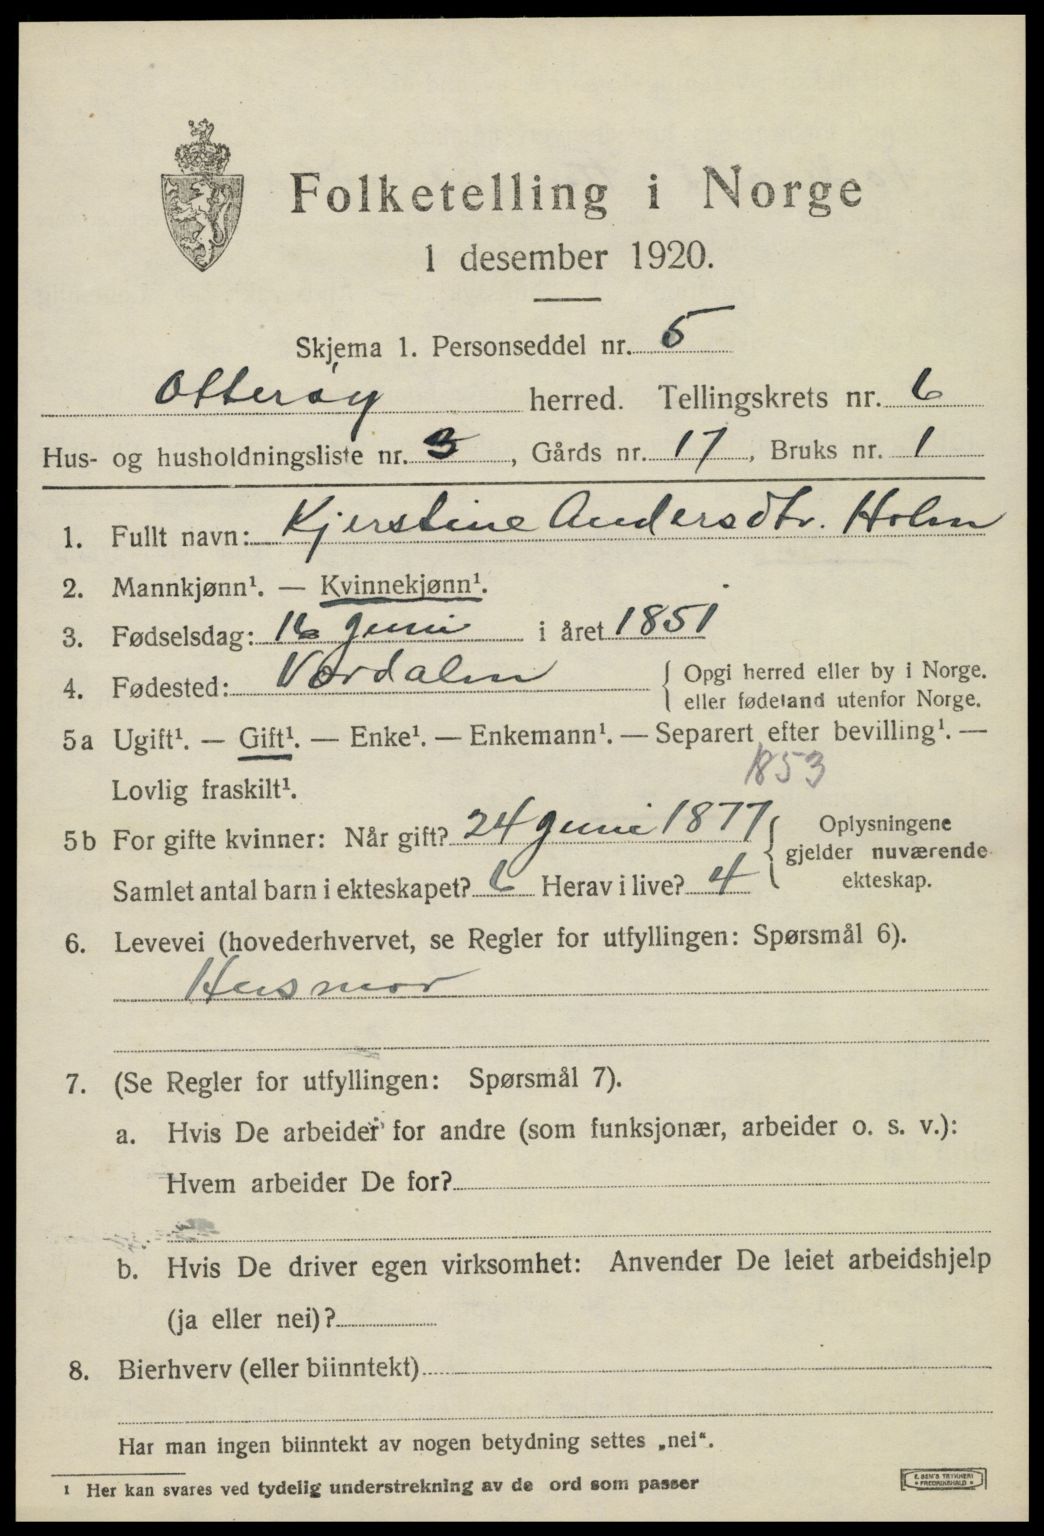 Folketelling i Norge
1 desember 1920.
Skjema 1. Personseddel nr. 5
Otterøy herred. Tellingskrets nr. 6
Hus- og husholdningsliste nr. 3, Gårds nr. 17, Bruks nr. 1
1. Fullt navn: Kjerstine Andersdtr. Holm
2. Mannkjønn¹. — Kvinnekjønn¹.
3. Fødselsdag: 16 juni i året 1851
4. Fødested: Værdalen { Opgi herred eller by i Norge.
eller fødeland utenfor Norge.
5a Ugift¹. — Gift¹. — Enke¹. — Enkemann¹. — Separert efter bevilling¹. —
1853
Lovlig fraskilt¹.
5b For gifte kvinner: Når gift? 24 juni 1877 { Oplysningene
gjelder nuværende
Samlet antal barn i ekteskapet? 6 Herav i live? 4 ekteskap.
6. Levevei (hovederhvervet, se Regler for utfyllingen: Spørsmål 6).
Husmor
7. (Se Regler for utfyllingen: Spørsmål 7).
a. Hvis De arbeider for andre (som funksjonær, arbeider o. s. v.):
Hvem arbeider De for?
b. Hvis De driver egen virksomhet: Anvender De leiet arbeidshjelp
(ja eller nei)?
8. Bierhverv (eller biinntekt)
Har man ingen biinntekt av nogen betydning settes „nei“.
1 Her kan svares ved tydelig understrekning av de ord som passer
E. SEM'S TRYKKERI
FREDRIKSHALD